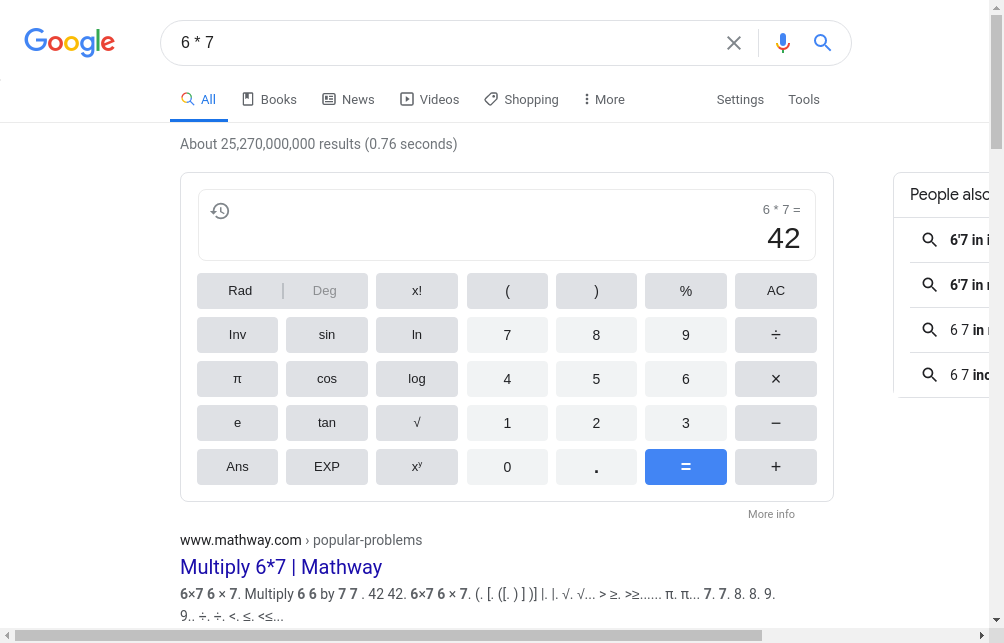 Google
6 * 7
All Books News Videos Shopping More Settings Tools
About 25,270,000,000 results (0.76 seconds)
6 * 7 =
42
Rad Deg x! ( ) % AC
Inv sin ln 7 8 9 ÷
π cos log 4 5 6 ×
e tan √ 1 2 3 −
Ans EXP xʸ 0 . = +
More info
www.mathway.com › popular-problems
Multiply 6*7 | Mathway
6×7 6 × 7. Multiply 6 6 by 7 7 . 42 42. 6×7 6 × 7. (. [. ([. ) ] )] |. |. √. √... > ≥. >≥...... π. π... 7. 7. 8. 8. 9.
9.. ÷. ÷. <. ≤. <≤...
People also
6'7 in
6'7 in
6 7 in
6 7 inc